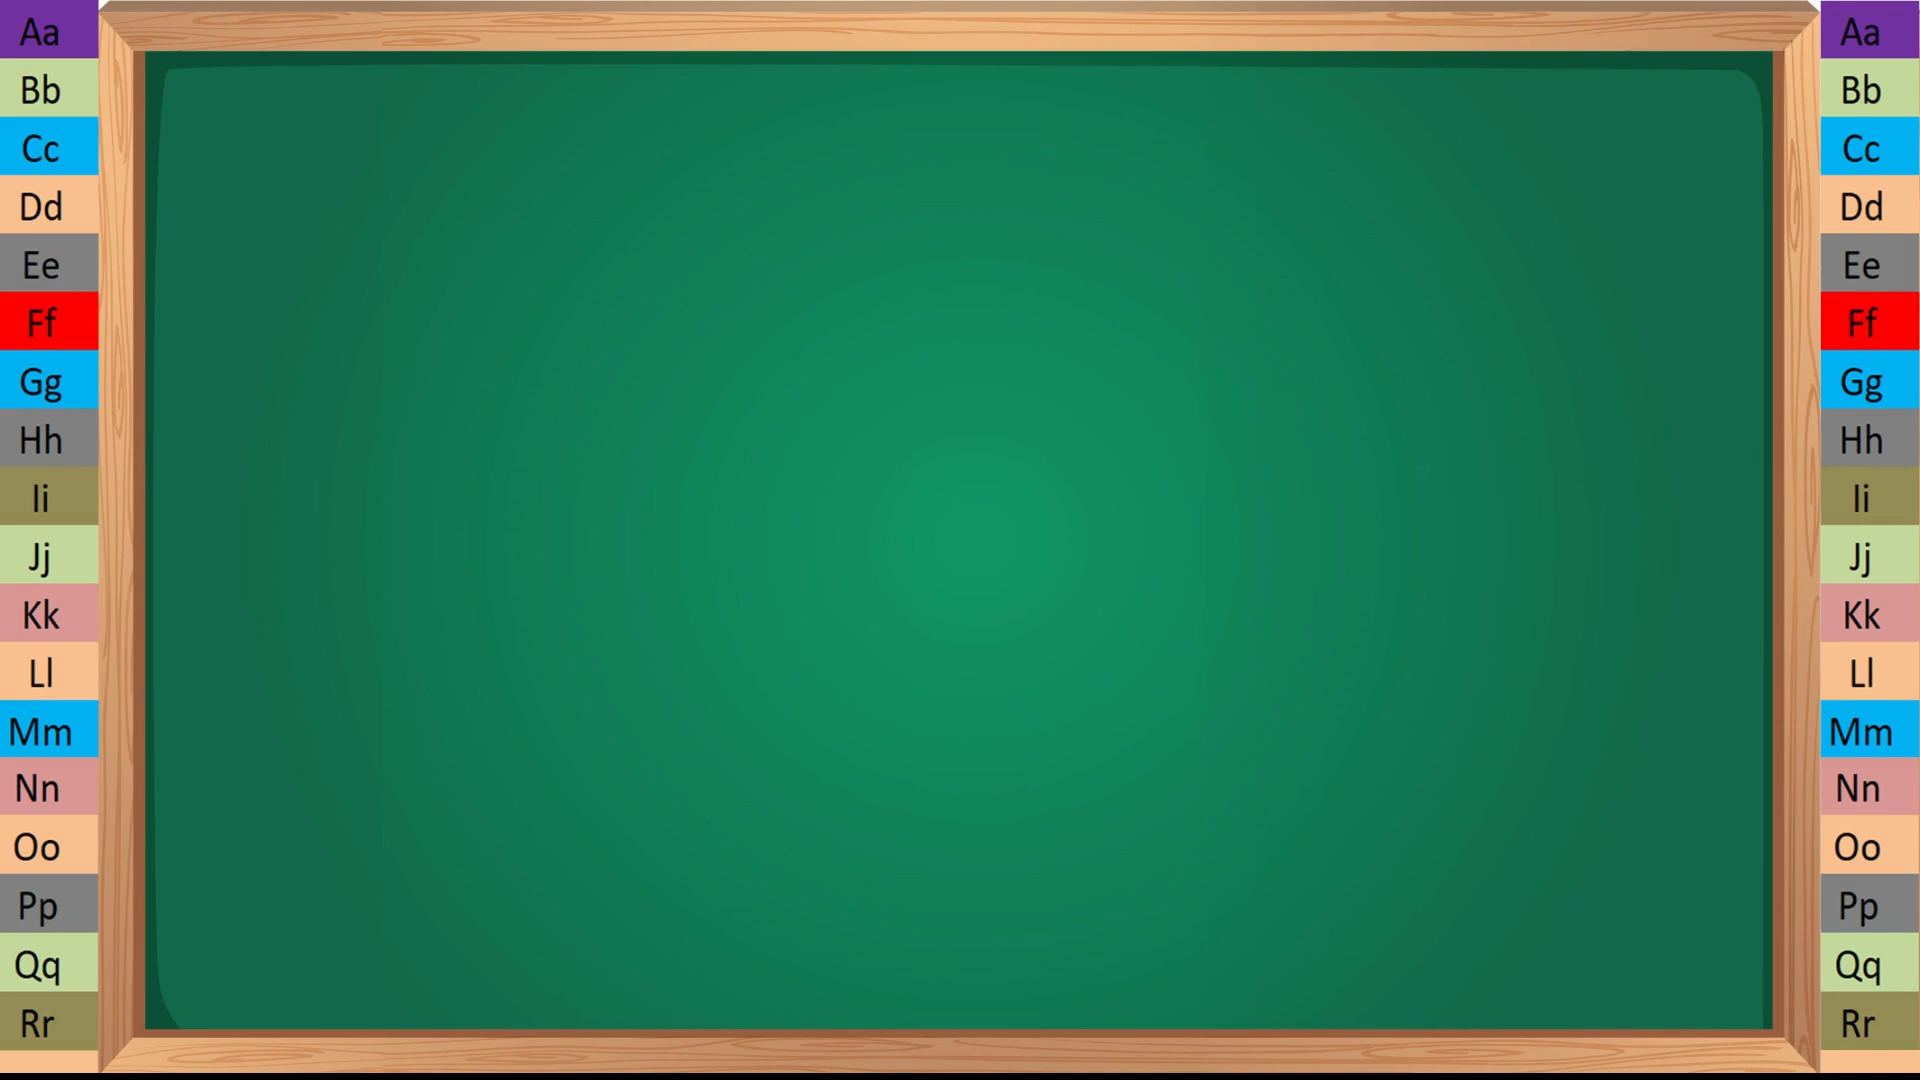 Aa
Bb
Cc
Dd
Ee
Ff
Gg
Hh
Ii
Jj
Kk
Ll
Mm
Nn
Oo
Pp
Qq
Rr
Aa
Bb
Cc
Dd
Ee
Ff
Gg
Hh
Ii
Jj
Kk
Ll
Mm
Nn
Oo
Pp
Qq
Rr